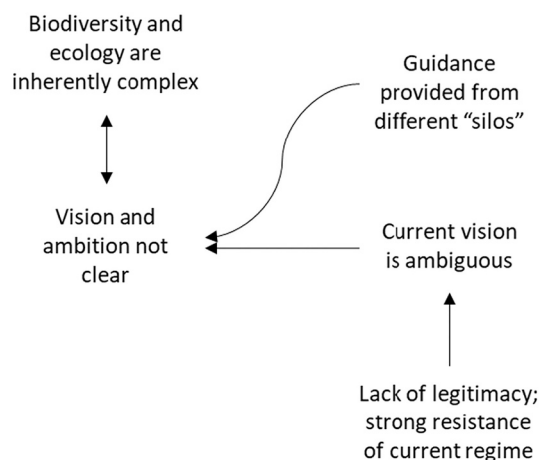 Biodiversity and
ecology are
inherently complex
Guidance
provided from
different “silos”
Vision and
ambition not
clear
Current vision
is ambiguous
Lack of legitimacy;
strong resistance
of current regime